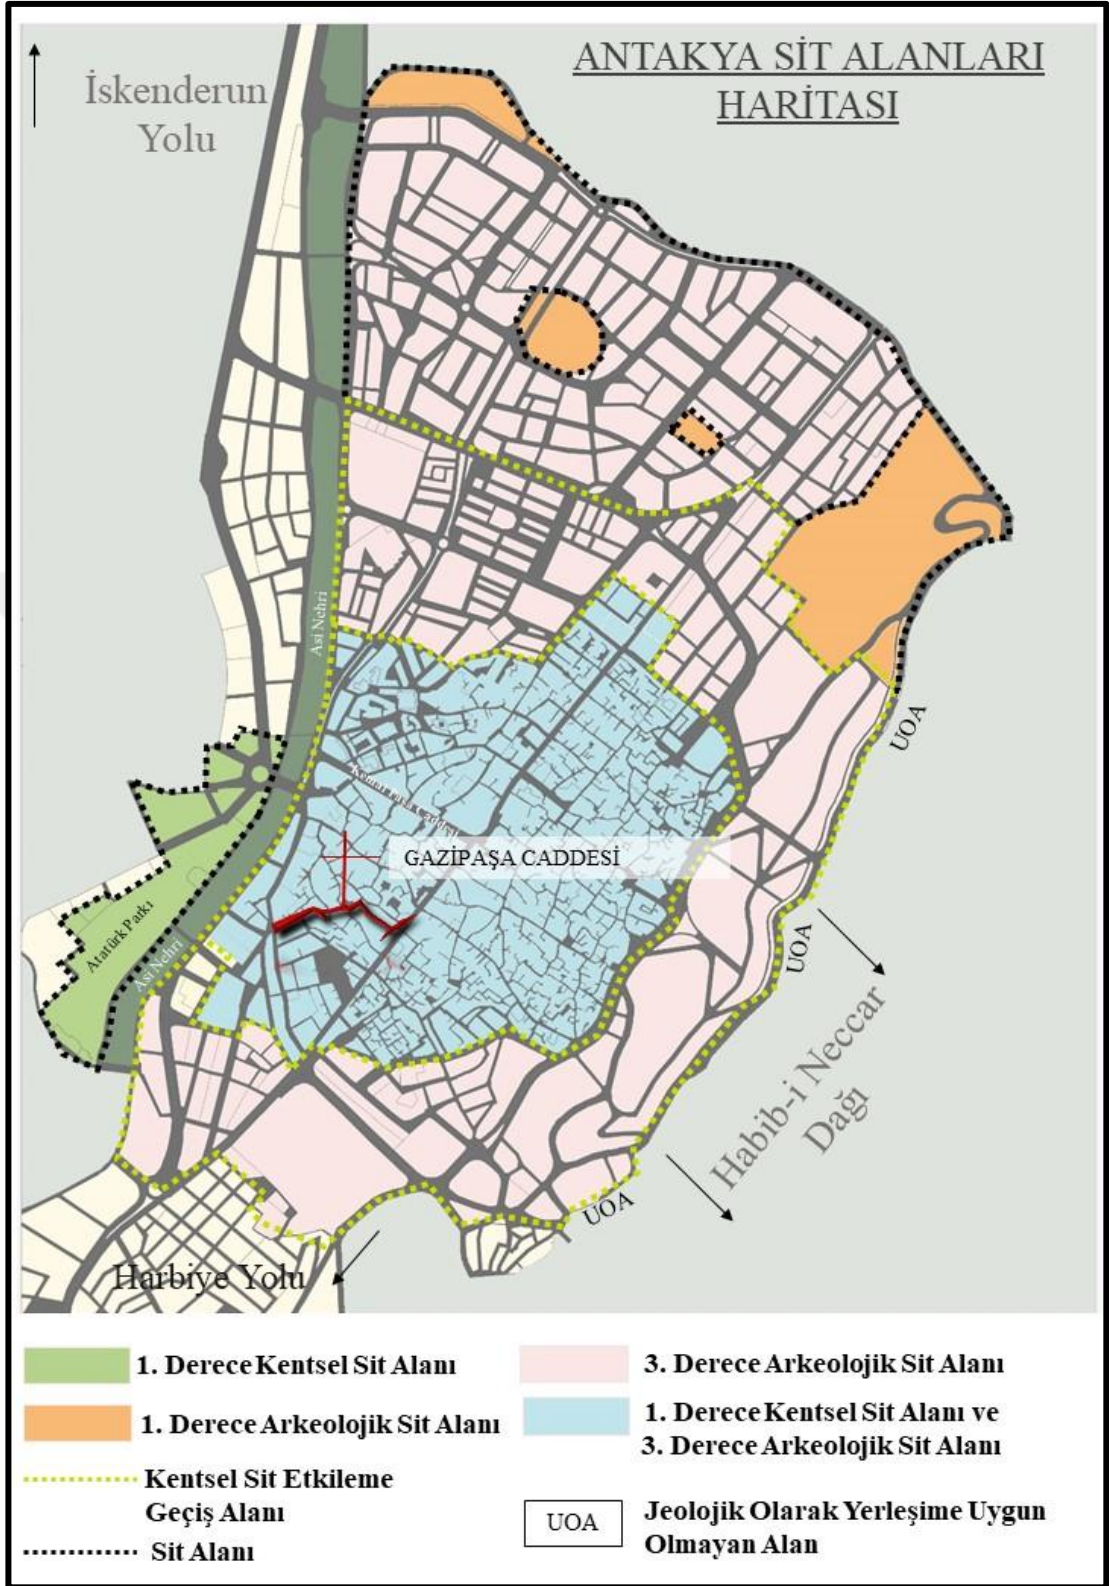 ANTAKYA SİT ALANLARI
HARİTASI
İskenderun
Yolu
Asi Nehri
UOA
Kemal Paşa Caddesi
GAZİPAŞA CADDESİ
Atatürk Parkı
Asi Nehri
UOA
Habib-i Neccar
Dağı
UOA
Harbiye Yolu
1. Derece Kentsel Sit Alanı
1. Derece Arkeolojik Sit Alanı
Kentsel Sit Etkileme
Geçiş Alanı
Sit Alanı
3. Derece Arkeolojik Sit Alanı
1. Derece Kentsel Sit Alanı ve
3. Derece Arkeolojik Sit Alanı
UOA
Jeolojik Olarak Yerleşime Uygun
Olmayan Alan